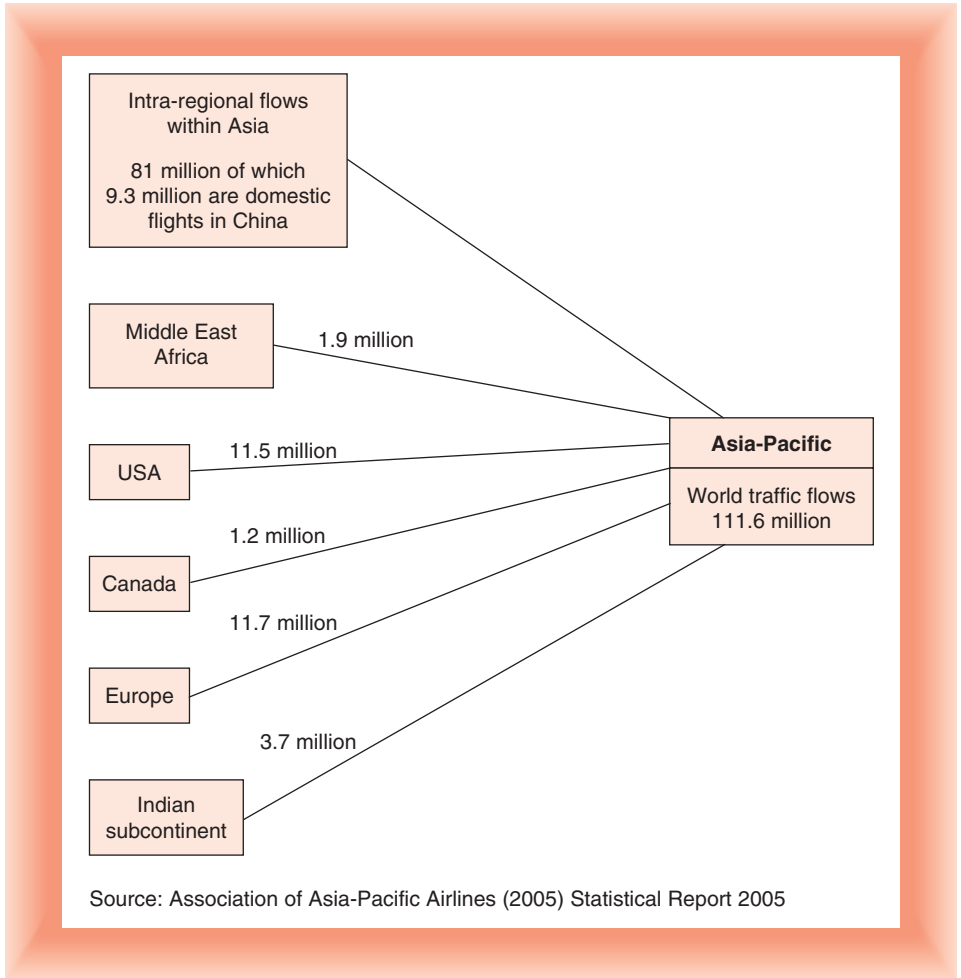 Intra-regional flows
within Asia
81 million of which
9.3 million are domestic
flights in China
Middle East
Africa
1.9 million
USA
11.5 million
Canada
1.2 million
Europe
11.7 million
Indian
subcontinent
3.7 million
Asia-Pacific
World traffic flows
111.6 million
Source: Association of Asia-Pacific Airlines (2005) Statistical Report 2005